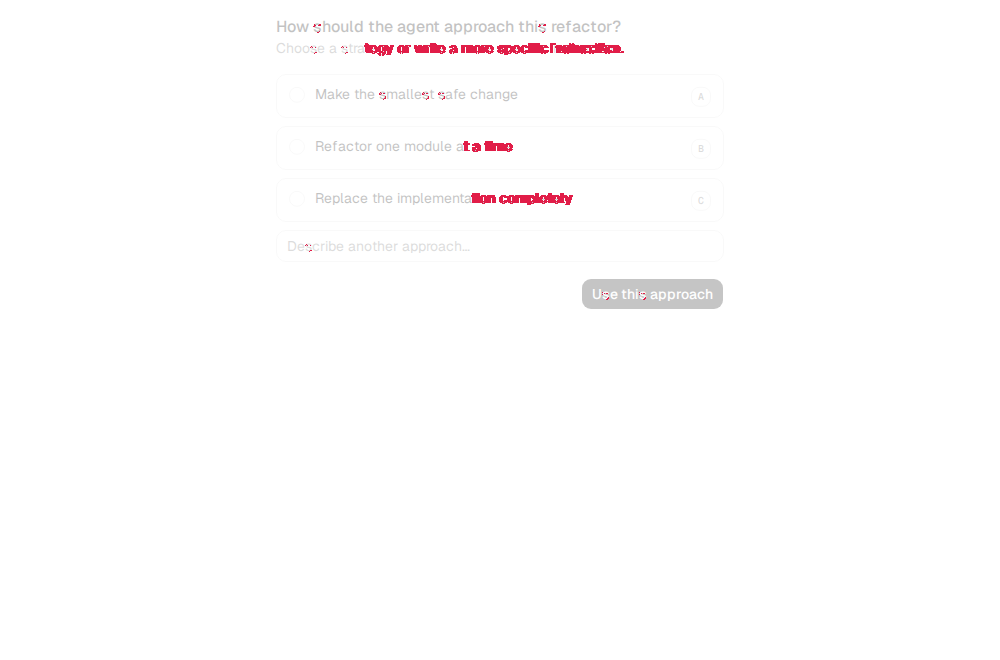 How should the agent approach this refactor?
Choose a strategy or write a more specific
Make the smallest safe change
A
Refactor one module at a time
B
Replace the implementation completely
C
Describe another approach...
Use this approach